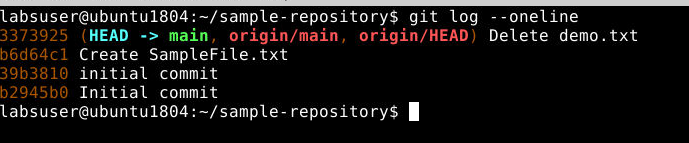 labsuser@ubuntu1804:~/sample-repository$ git log --oneline
3373925 (HEAD -> main, origin/main, origin/HEAD) Delete demo.txt
b6d64c1 Create SampleFile.txt
39b3810 initial commit
b2945b0 Initial commit
labsuser@ubuntu1804:~/sample-repository$